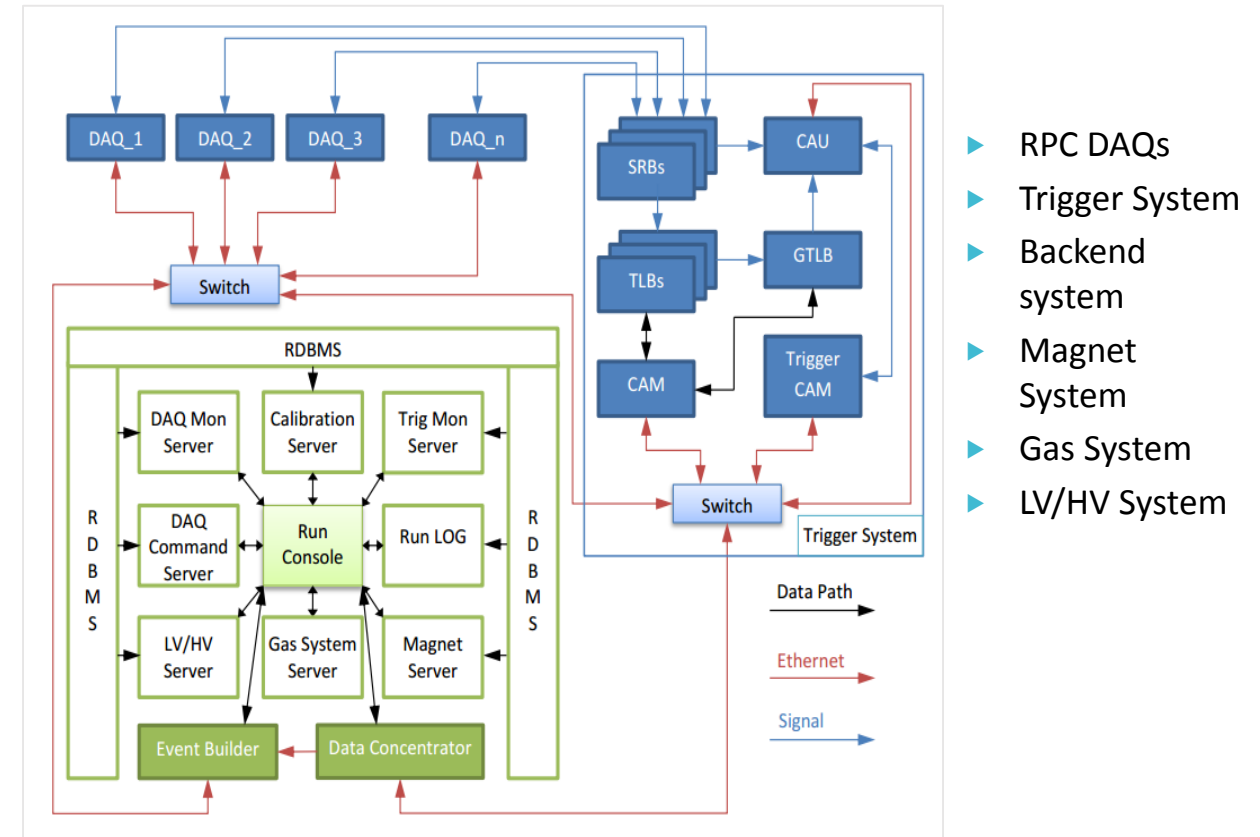 DAQ_1
DAQ_2
DAQ_3
DAQ_n
Switch
SRBs
CAU
TLBs
GTLB
CAM
Trigger
CAM
Switch
Trigger System
RDBMS
R
D
B
M
S
DAQ Mon
Server
Calibration
Server
Trig Mon
Server
DAQ
Command
Server
Run
Console
Run LOG
LV/HV
Server
Gas System
Server
Magnet
Server
R
D
B
M
S
Event Builder
Data Concentrator
Data Path
Ethernet
Signal
RPC DAQs
Trigger System
Backend
system
Magnet
System
Gas System
LV/HV System